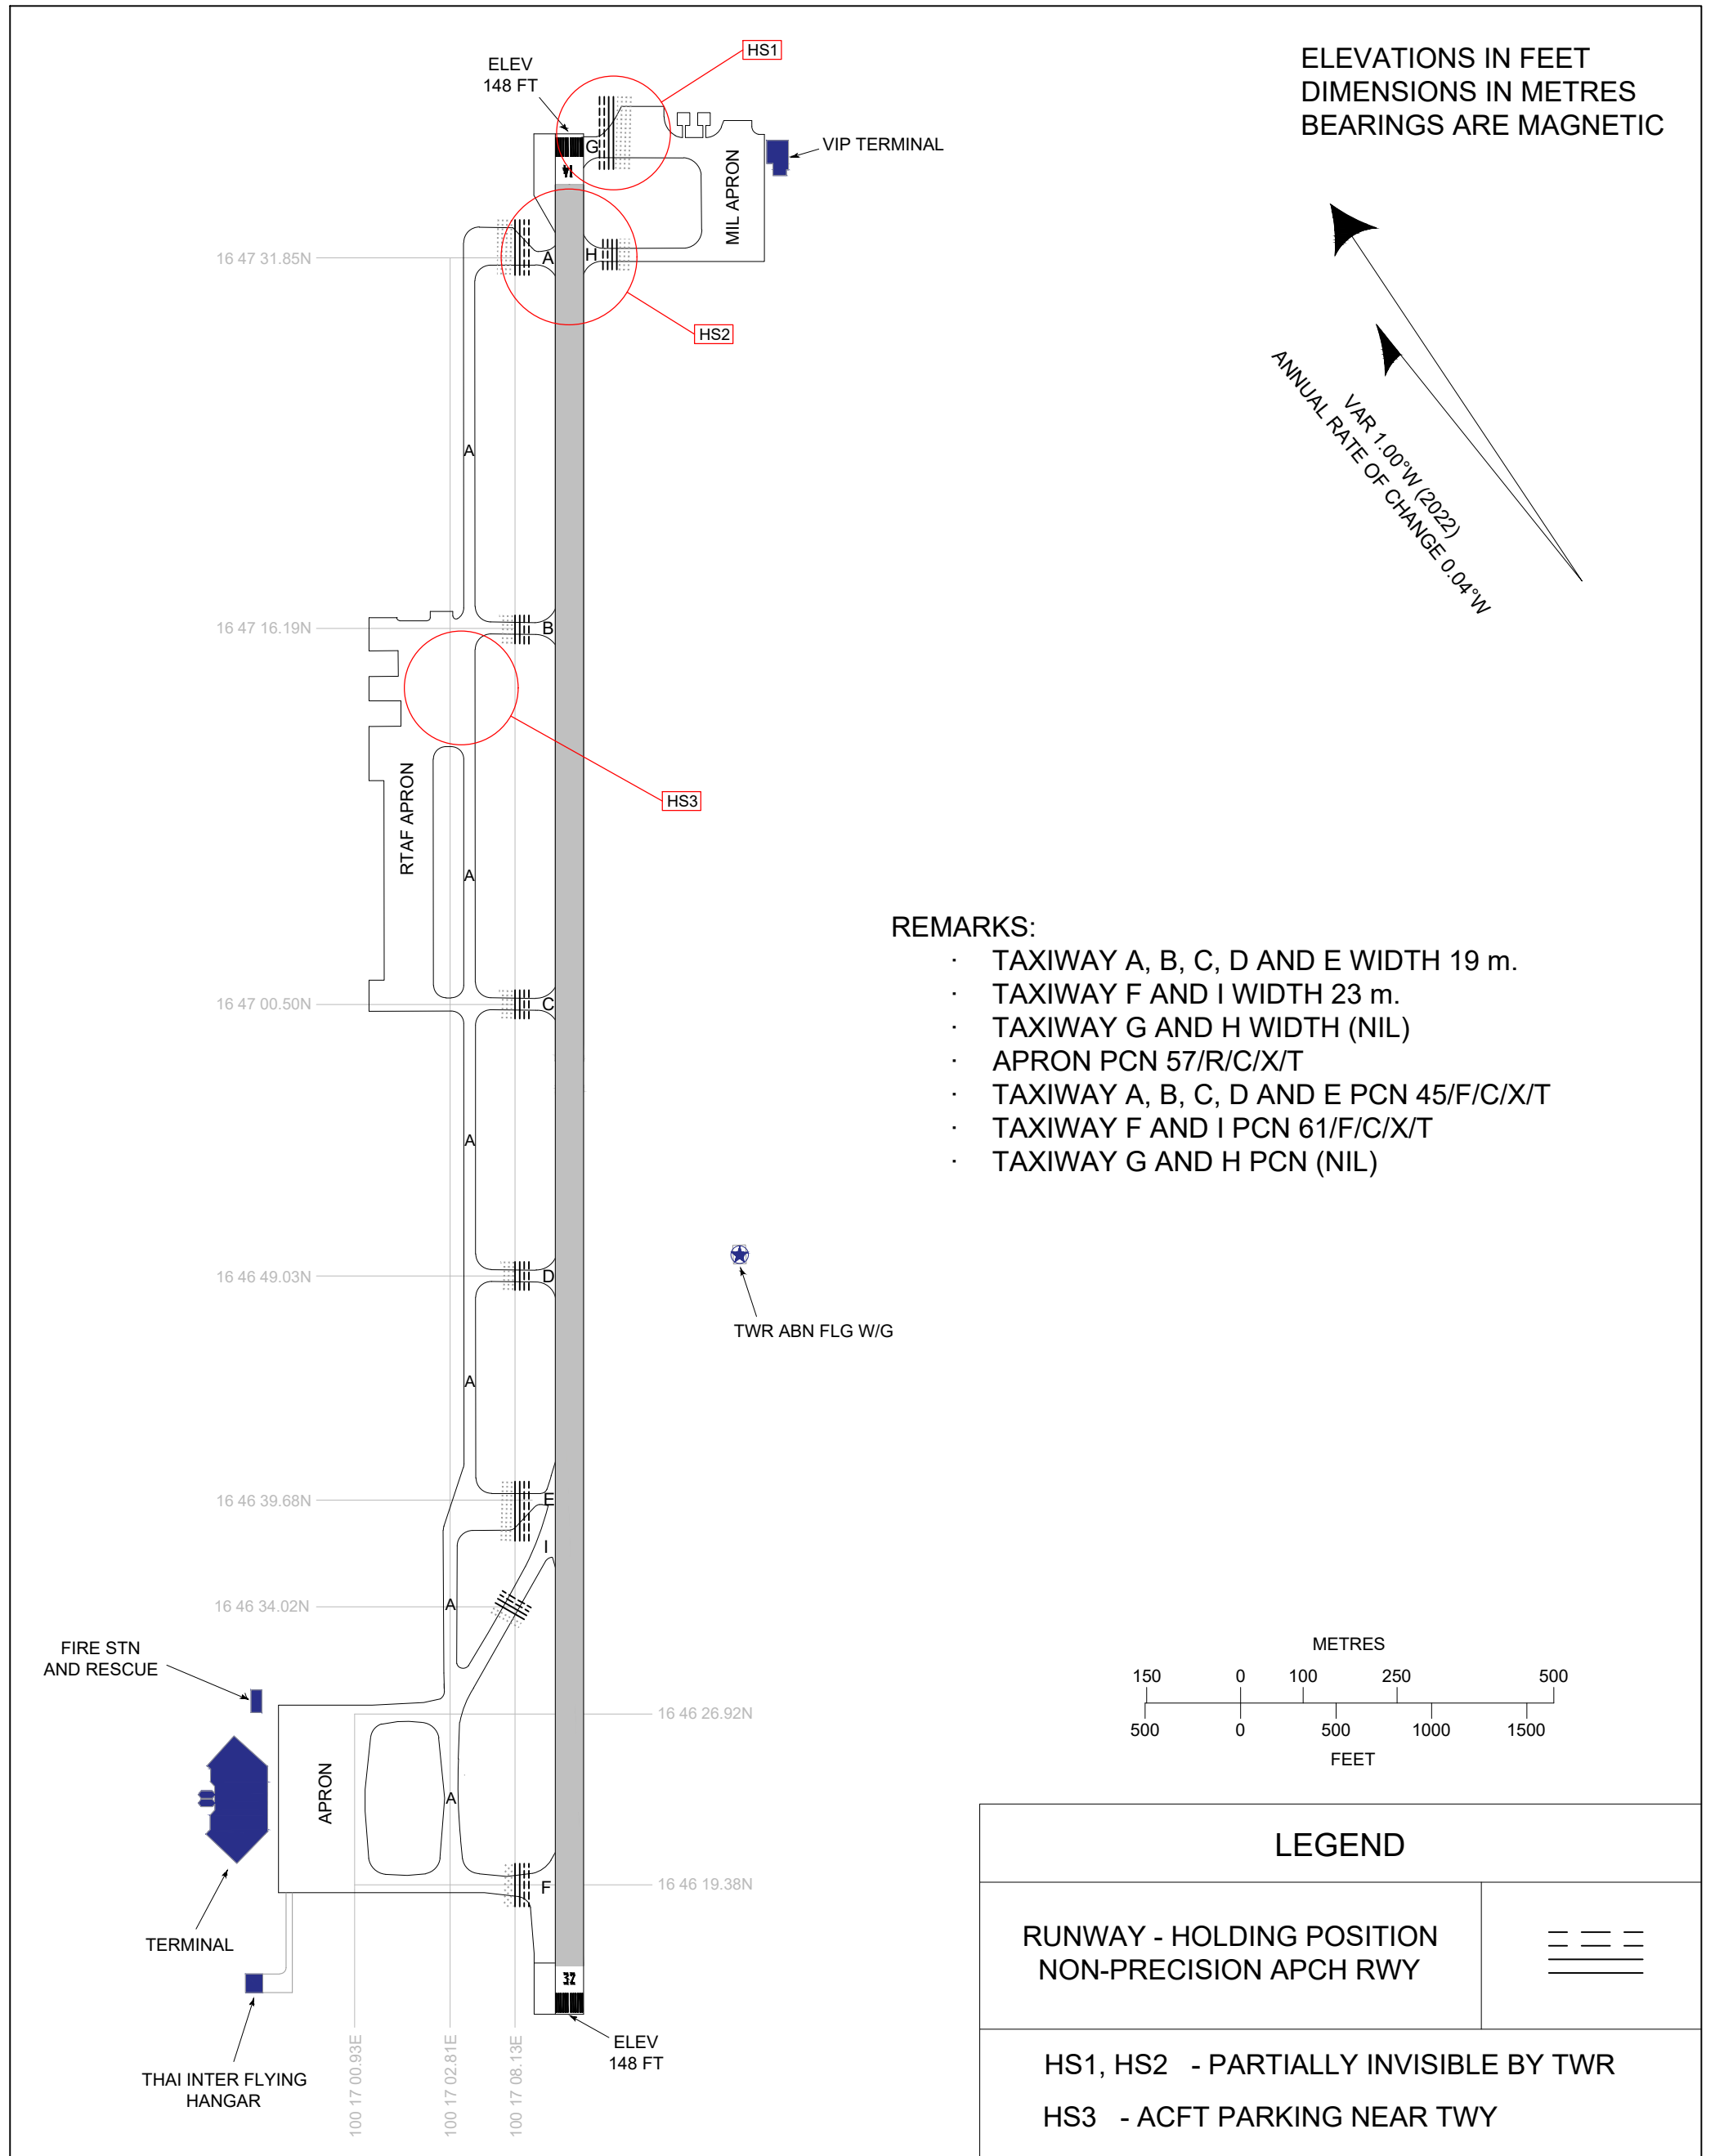 HS1
ELEV
148 FT
ELEVATIONS IN FEET
DIMENSIONS IN METRES
BEARINGS ARE MAGNETIC
G
VIP TERMINAL
14
MIL APRON
16 47 31.85N
A
H
HS2
VAR 1.00°W (2022)
ANNUAL RATE OF CHANGE 0.04°W
A
16 47 16.19N
B
HS3
RTAF APRON
A
REMARKS:
· TAXIWAY A, B, C, D AND E WIDTH 19 m.
· TAXIWAY F AND I WIDTH 23 m.
· TAXIWAY G AND H WIDTH (NIL)
· APRON PCN 57/R/C/X/T
· TAXIWAY A, B, C, D AND E PCN 45/F/C/X/T
· TAXIWAY F AND I PCN 61/F/C/X/T
· TAXIWAY G AND H PCN (NIL)
16 47 00.50N
C
A
16 46 49.03N
D
TWR ABN FLG W/G
A
16 46 39.68N
E
I
16 46 34.02N
A
FIRE STN
AND RESCUE
METRES
150 0 100 250 500
500 0 500 1000 1500
FEET
16 46 26.92N
APRON
A
16 46 19.38N
F
TERMINAL
32
ELEV
148 FT
THAI INTER FLYING
HANGAR
100 17 00.93E
100 17 02.81E
100 17 08.13E
LEGEND
RUNWAY - HOLDING POSITION
NON-PRECISION APCH RWY
HS1, HS2 - PARTIALLY INVISIBLE BY TWR
HS3 - ACFT PARKING NEAR TWY